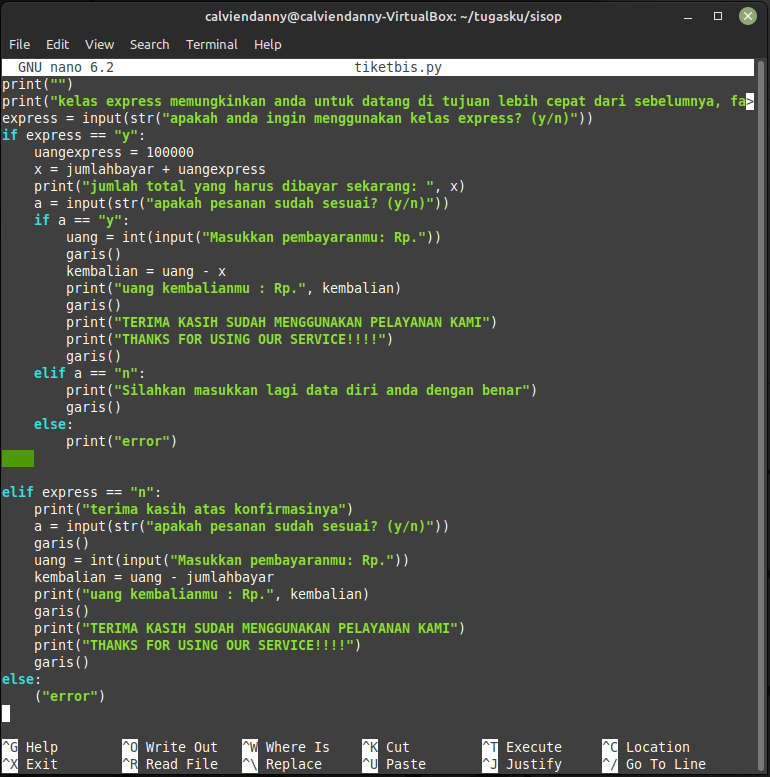 calviendanny@calviendanny-VirtualBox: ~/tugasku/sisop
File Edit View Search Terminal Help
GNU nano 6.2 tiketbis.py
print("")
print("kelas express memungkinkan anda untuk datang di tujuan lebih cepat dari sebelumnya, fa>
express = input(str("apakah anda ingin menggunakan kelas express? (y/n)"))
if express == "y":
    uangexpress = 100000
    x = jumlahbayar + uangexpress
    print("jumlah total yang harus dibayar sekarang: ", x)
    a = input(str("apakah pesanan sudah sesuai? (y/n)"))
    if a == "y":
        uang = int(input("Masukkan pembayaranmu: Rp."))
        garis()
        kembalian = uang - x
        print("uang kembalianmu : Rp.", kembalian)
        garis()
        print("TERIMA KASIH SUDAH MENGGUNAKAN PELAYANAN KAMI")
        print("THANKS FOR USING OUR SERVICE!!!!")
        garis()
    elif a == "n":
        print("Silahkan masukkan lagi data diri anda dengan benar")
        garis()
    else:
        print("error")
elif express == "n":
    print("terima kasih atas konfirmasinya")
    a = input(str("apakah pesanan sudah sesuai? (y/n)"))
    garis()
    uang = int(input("Masukkan pembayaranmu: Rp."))
    kembalian = uang - jumlahbayar
    print("uang kembalianmu : Rp.", kembalian)
    garis()
    print("TERIMA KASIH SUDAH MENGGUNAKAN PELAYANAN KAMI")
    print("THANKS FOR USING OUR SERVICE!!!!")
    garis()
else:
    ("error")
^G Help ^O Write Out ^W Where Is ^K Cut ^T Execute ^C Location
^X Exit ^R Read File ^\ Replace ^U Paste ^J Justify ^/ Go To Line